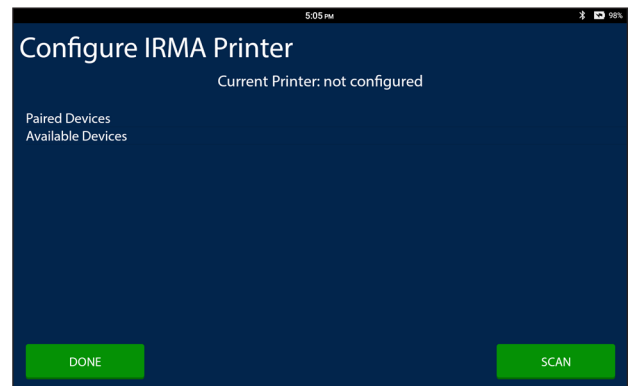 5:05 PM
98%
Configure IRMA Printer
Current Printer: not configured
Paired Devices
Available Devices
DONE
SCAN